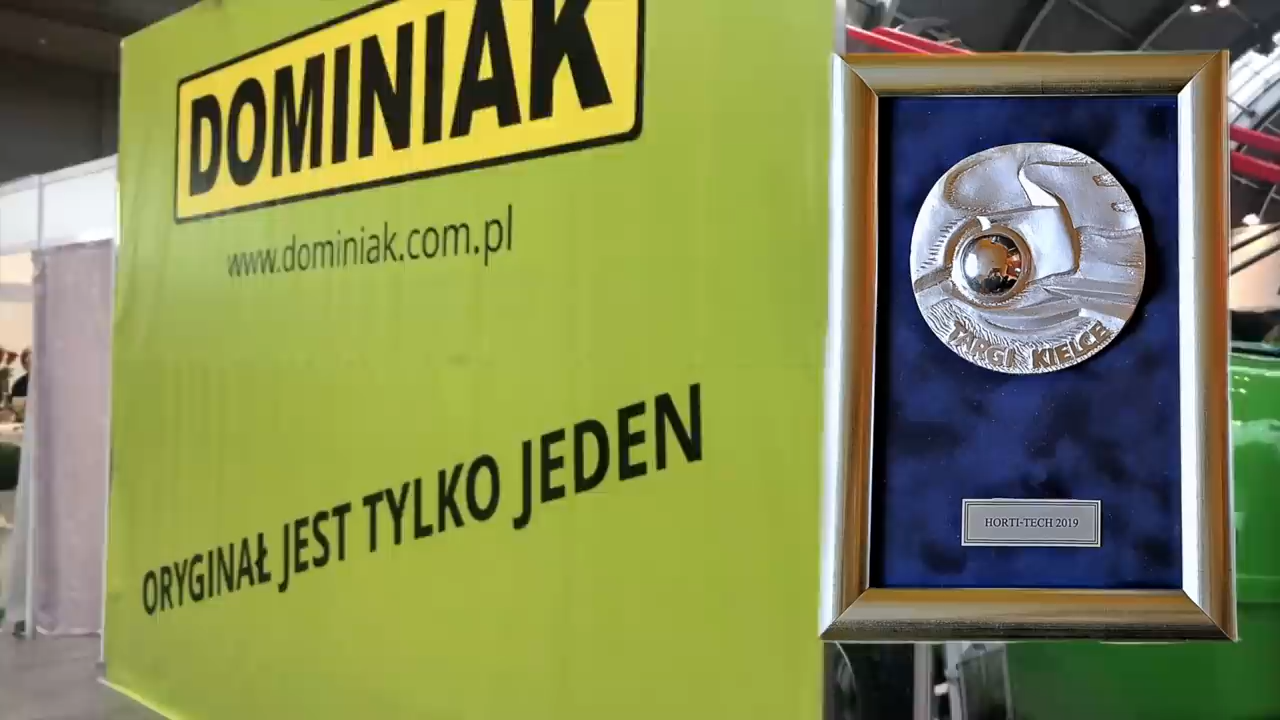 DOMINIAK
www.dominiak.com.pl
ORYGINAŁ JEST TYLKO JEDEN
TARGI KIELCE
HORTI-TECH 2019